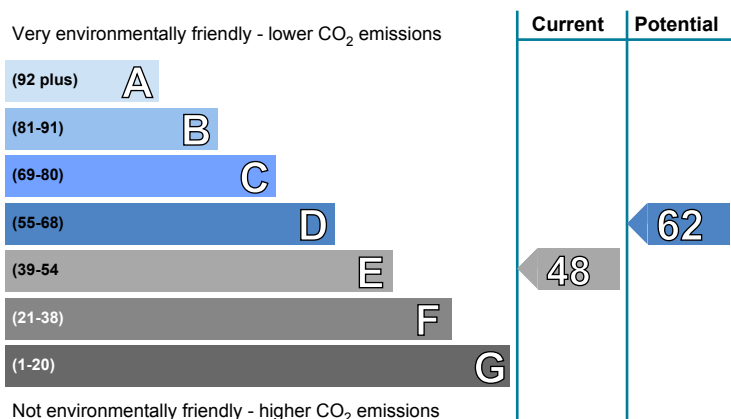 Current Potential
Very environmentally friendly - lower CO2 emissions
(92 plus) A
(81-91) B
(69-80) C
(55-68) D 62
(39-54 E 48
(21-38) F
(1-20) G
Not environmentally friendly - higher CO2 emissions